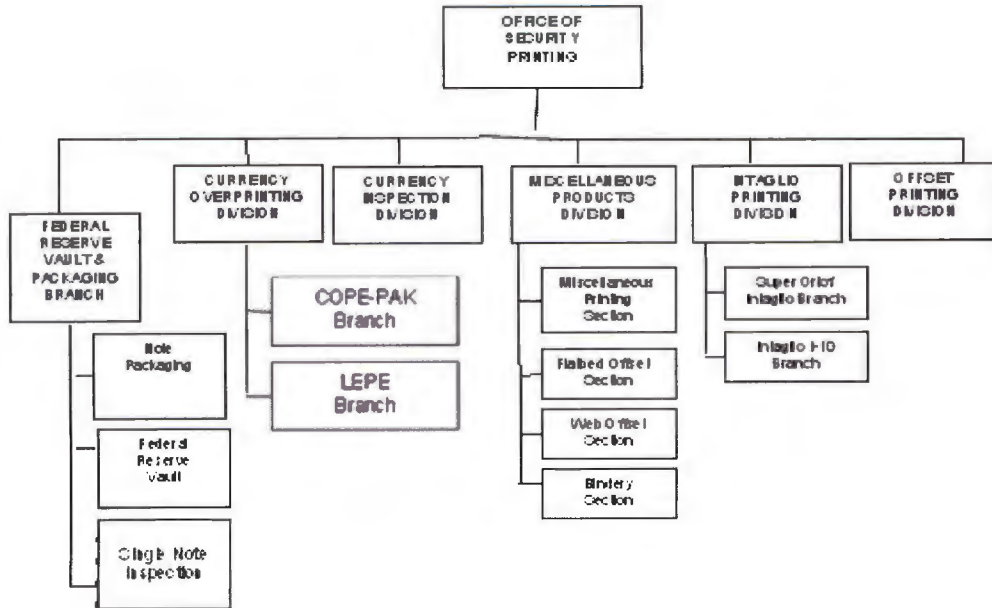 OFFICE OF
SECURITY
PRINTING
FEDERAL
RESERVE
VAULT &
PACKAGING
BRANCH
Note
Packaging
Federal
Reserve
Vault
Single Note
Inspection
CURRENCY
OVERPRINTING
DIVISION
COPE-PAK
Branch
LEPE
Branch
CURRENCY
INSPECTION
DIVISION
MISCELLANEOUS
PRODUCTS
DIVISION
Miscellaneous
Printing
Section
Flatbed Offset
Section
Web Offset
Section
Bindery
Section
INTAGLIO
PRINTING
DIVISION
Super Orlof
Intaglio Branch
Intaglio I-10
Branch
OFFSET
PRINTING
DIVISION